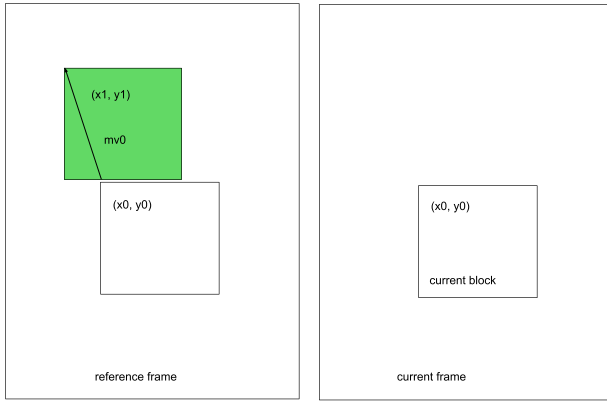 (x1, y1)
mv0
(x0, y0)
reference frame
(x0, y0)
current block
current frame